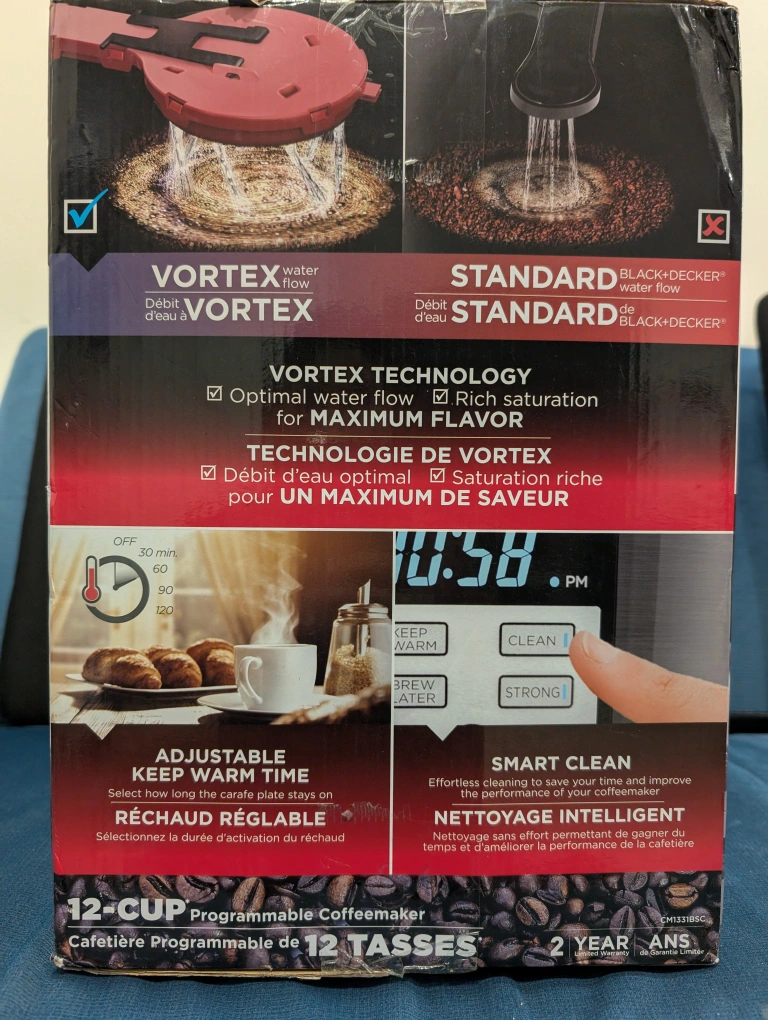 VORTEX water flow
Débit d'eau à VORTEX
STANDARD BLACK+DECKER® water flow
Débit d'eau STANDARD de BLACK+DECKER®
VORTEX TECHNOLOGY
Optimal water flow Rich saturation
for MAXIMUM FLAVOR
TECHNOLOGIE DE VORTEX
Débit d'eau optimal Saturation riche
pour UN MAXIMUM DE SAVEUR
OFF
30 min.
60
90
120
0:58 PM
KEEP WARM
CLEAN
BREW LATER
STRONG
ADJUSTABLE
KEEP WARM TIME
Select how long the carafe plate stays on
RÉCHAUD RÉGLABLE
Sélectionnez la durée d'activation du réchaud
SMART CLEAN
Effortless cleaning to save your time and improve
the performance of your coffeemaker
NETTOYAGE INTELLIGENT
Nettoyage sans effort permettant de gagner du
temps et d'améliorer la performance de la cafetière
12-CUP* Programmable Coffeemaker
Cafetière Programmable de 12 TASSES*
CM1331BSC
2 YEAR Limited Warranty ANS de Garantie Limitée